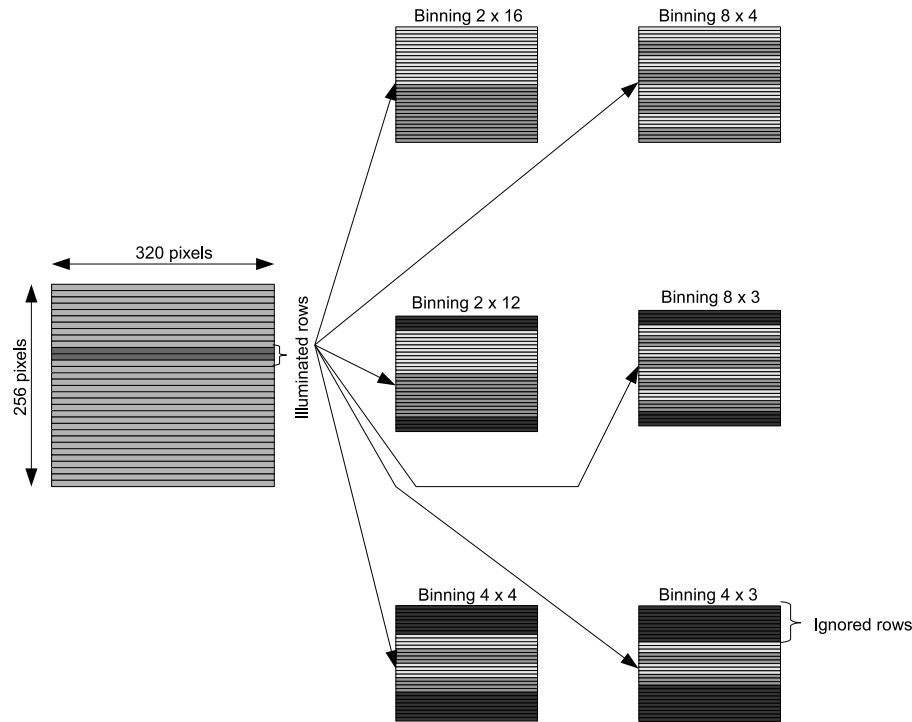 Binning 2 x 16
Binning 8 x 4
320 pixels
256 pixels
Illuminated rows
Binning 2 x 12
Binning 8 x 3
Binning 4 x 4
Binning 4 x 3
Ignored rows